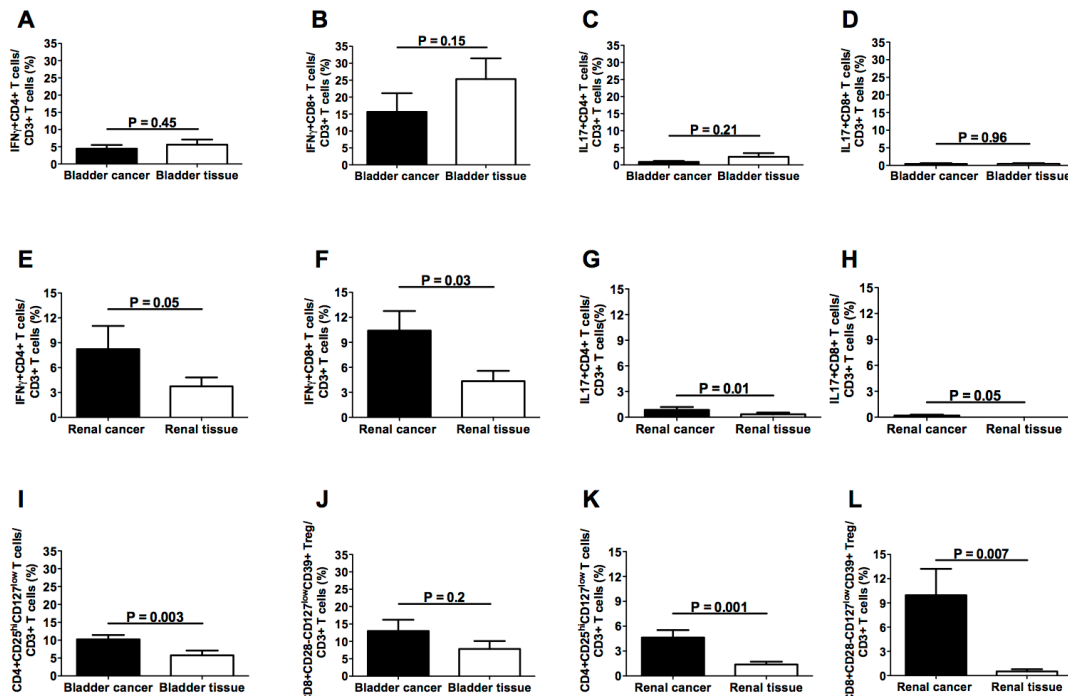 A
IFNγ+CD4+ T cells/
CD3+ T cells (%)
35
30
25
20
15
10
5
0
P = 0.45
Bladder cancer Bladder tissue
B
IFNγ+CD8+ T cells/
CD3+ T cells (%)
35
30
25
20
15
10
5
0
P = 0.15
Bladder cancer Bladder tissue
C
IL17+CD4+ T cells/
CD3+ T cells (%)
35
30
25
20
15
10
5
0
P = 0.21
Bladder cancer Bladder tissue
D
IL17+CD8+ T cells/
CD3+ T cells (%)
35
30
25
20
15
10
5
0
P = 0.96
Bladder cancer Bladder tissue
E
IFNγ+CD4+ T cells/
CD3+ T cells (%)
15
12
9
6
3
0
P = 0.05
Renal cancer Renal tissue
F
IFNγ+CD8+ T cells/
CD3+ T cells (%)
15
12
9
6
3
0
P = 0.03
Renal cancer Renal tissue
G
IL17+CD4+ T cells/
CD3+ T cells(%)
15
12
9
6
3
0
P = 0.01
Renal cancer Renal tissue
H
IL17+CD8+ T cells/
CD3+ T cells (%)
15
12
9
6
3
0
P = 0.05
Renal cancer Renal tissue
I
CD4+CD25hiCD127low T cells/
CD3+ T cells (%)
35
30
25
20
15
10
5
0
P = 0.003
Bladder cancer Bladder tissue
J
CD8+CD28-CD127lowCD39+ Treg/
CD3+ T cells (%)
35
30
25
20
15
10
5
0
P = 0.2
Bladder cancer Bladder tissue
K
CD4+CD25hiCD127low T cells/
CD3+ T cells (%)
15
12
9
6
3
0
P = 0.001
Renal cancer Renal tissue
L
CD8+CD28-CD127lowCD39+ Treg/
CD3+ T cells (%)
15
12
9
6
3
0
P = 0.007
Renal cancer Renal tissue